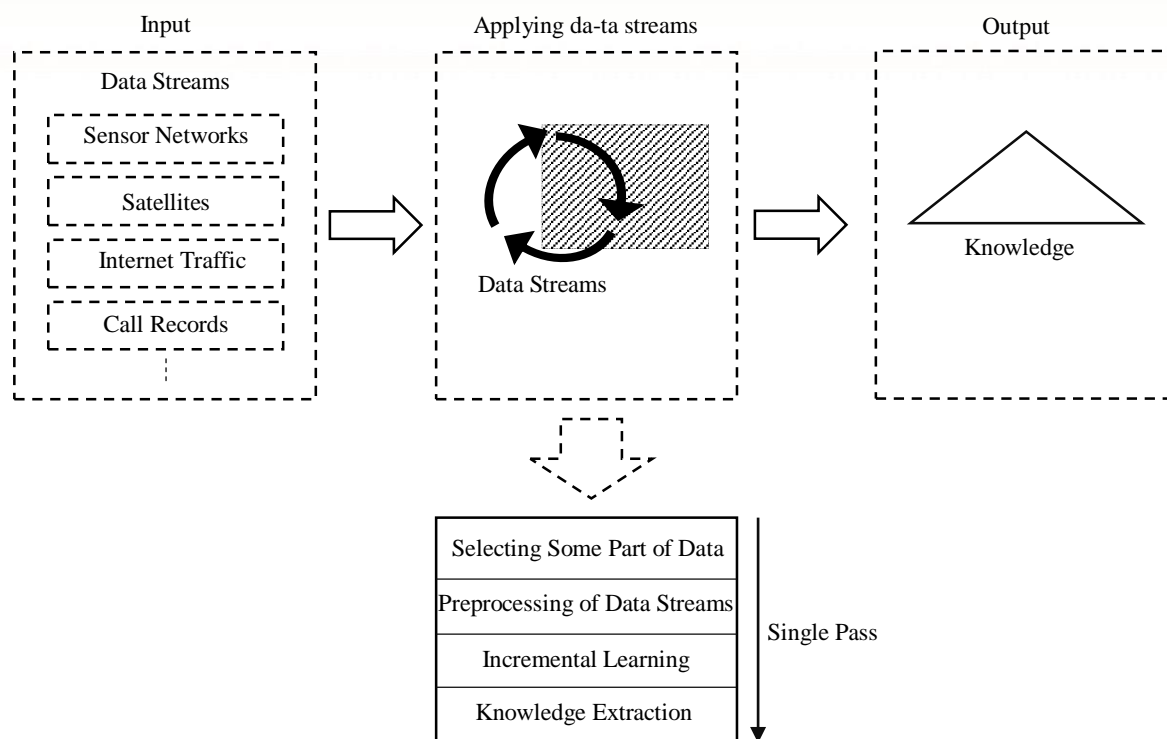 Input
Applying da-ta streams
Output
Data Streams
Sensor Networks
Satellites
Internet Traffic
Call Records
Data Streams
Knowledge
Selecting Some Part of Data
Preprocessing of Data Streams
Incremental Learning
Knowledge Extraction
Single Pass